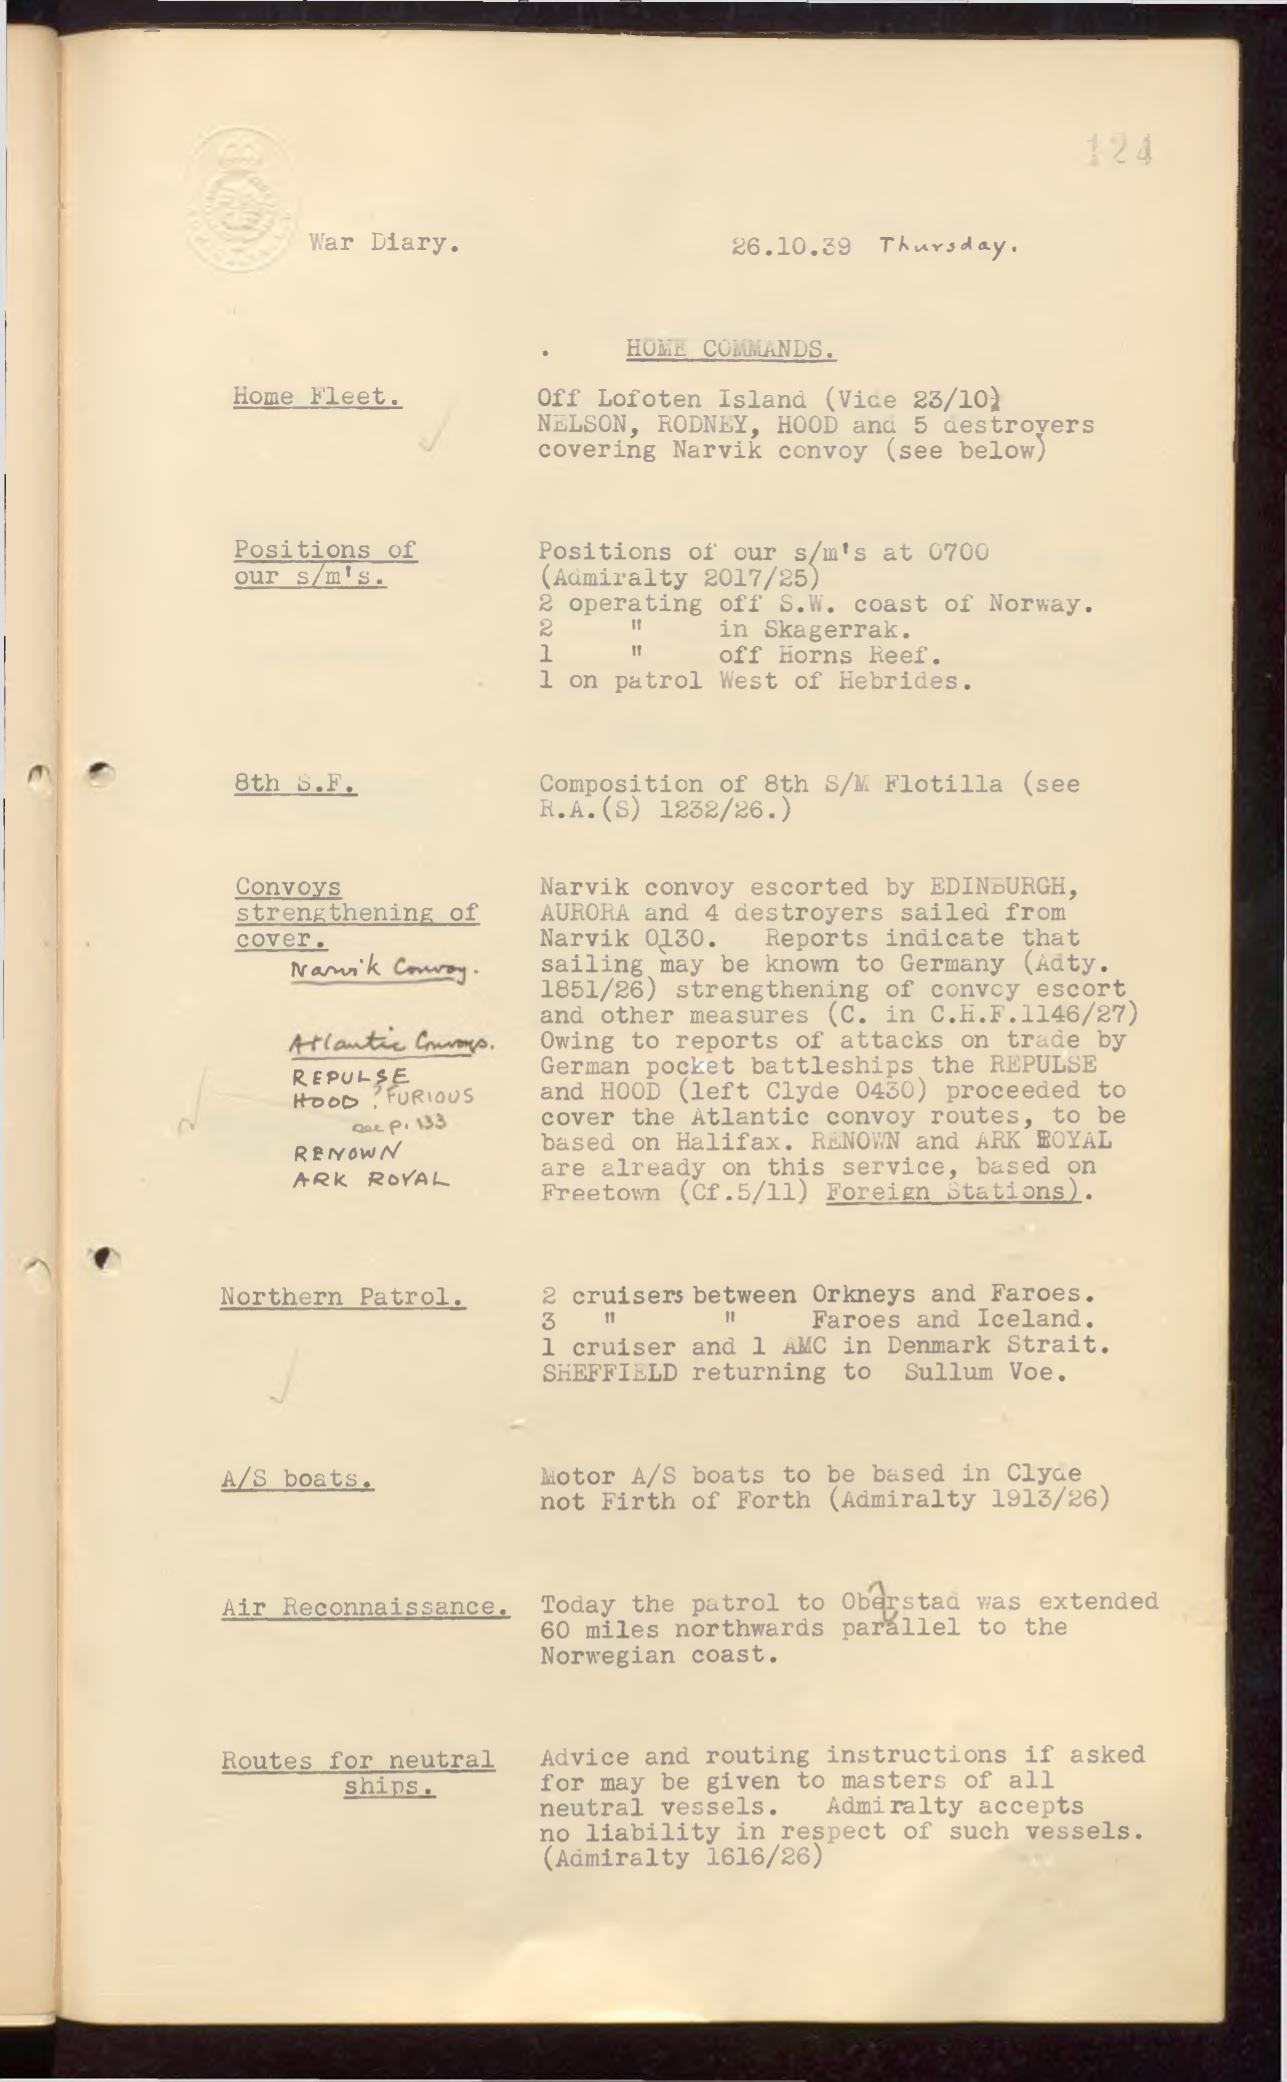 124
War Diary.
26.10.39 Thursday.
HOME COMMANDS.
Home Fleet.
Off Lofoten Island (Vide 23/10)
NELSON, RODNEY, HOOD and 5 destroyers
covering Narvik convoy (see below)
Positions of
our s/m's.
Positions of our s/m's at 0700
(Admiralty 2017/25)
2 operating off S.W. coast of Norway.
2 " in Skagerrak.
1 " off Horns Reef.
1 on patrol West of Hebrides.
8th S.F.
Composition of 8th S/M Flotilla (see
R.A.(S) 1232/26.)
Convoys
strengthening of
cover.
Narvik Convoy.
Atlantic Convoys.
REPULSE
HOOD ? FURIOUS
see p. 133
RENOWN
ARK ROYAL
Narvik convoy escorted by EDINBURGH,
AURORA and 4 destroyers sailed from
Narvik 0130. Reports indicate that
sailing may be known to Germany (Adty.
1851/26) strengthening of convoy escort
and other measures (C. in C.H.F.1146/27)
Owing to reports of attacks on trade by
German pocket battleships the REPULSE
and HOOD (left Clyde 0430) proceeded to
cover the Atlantic convoy routes, to be
based on Halifax. RENOWN and ARK ROYAL
are already on this service, based on
Freetown (Cf.5/11) Foreign Stations).
Northern Patrol.
2 cruisers between Orkneys and Faroes.
3 " " Faroes and Iceland.
1 cruiser and 1 AMC in Denmark Strait.
SHEFFIELD returning to Sullum Voe.
A/S boats.
Motor A/S boats to be based in Clyde
not Firth of Forth (Admiralty 1913/26)
Air Reconnaissance.
Today the patrol to Oberstad was extended
60 miles northwards parallel to the
Norwegian coast.
Routes for neutral
ships.
Advice and routing instructions if asked
for may be given to masters of all
neutral vessels. Admiralty accepts
no liability in respect of such vessels.
(Admiralty 1616/26)